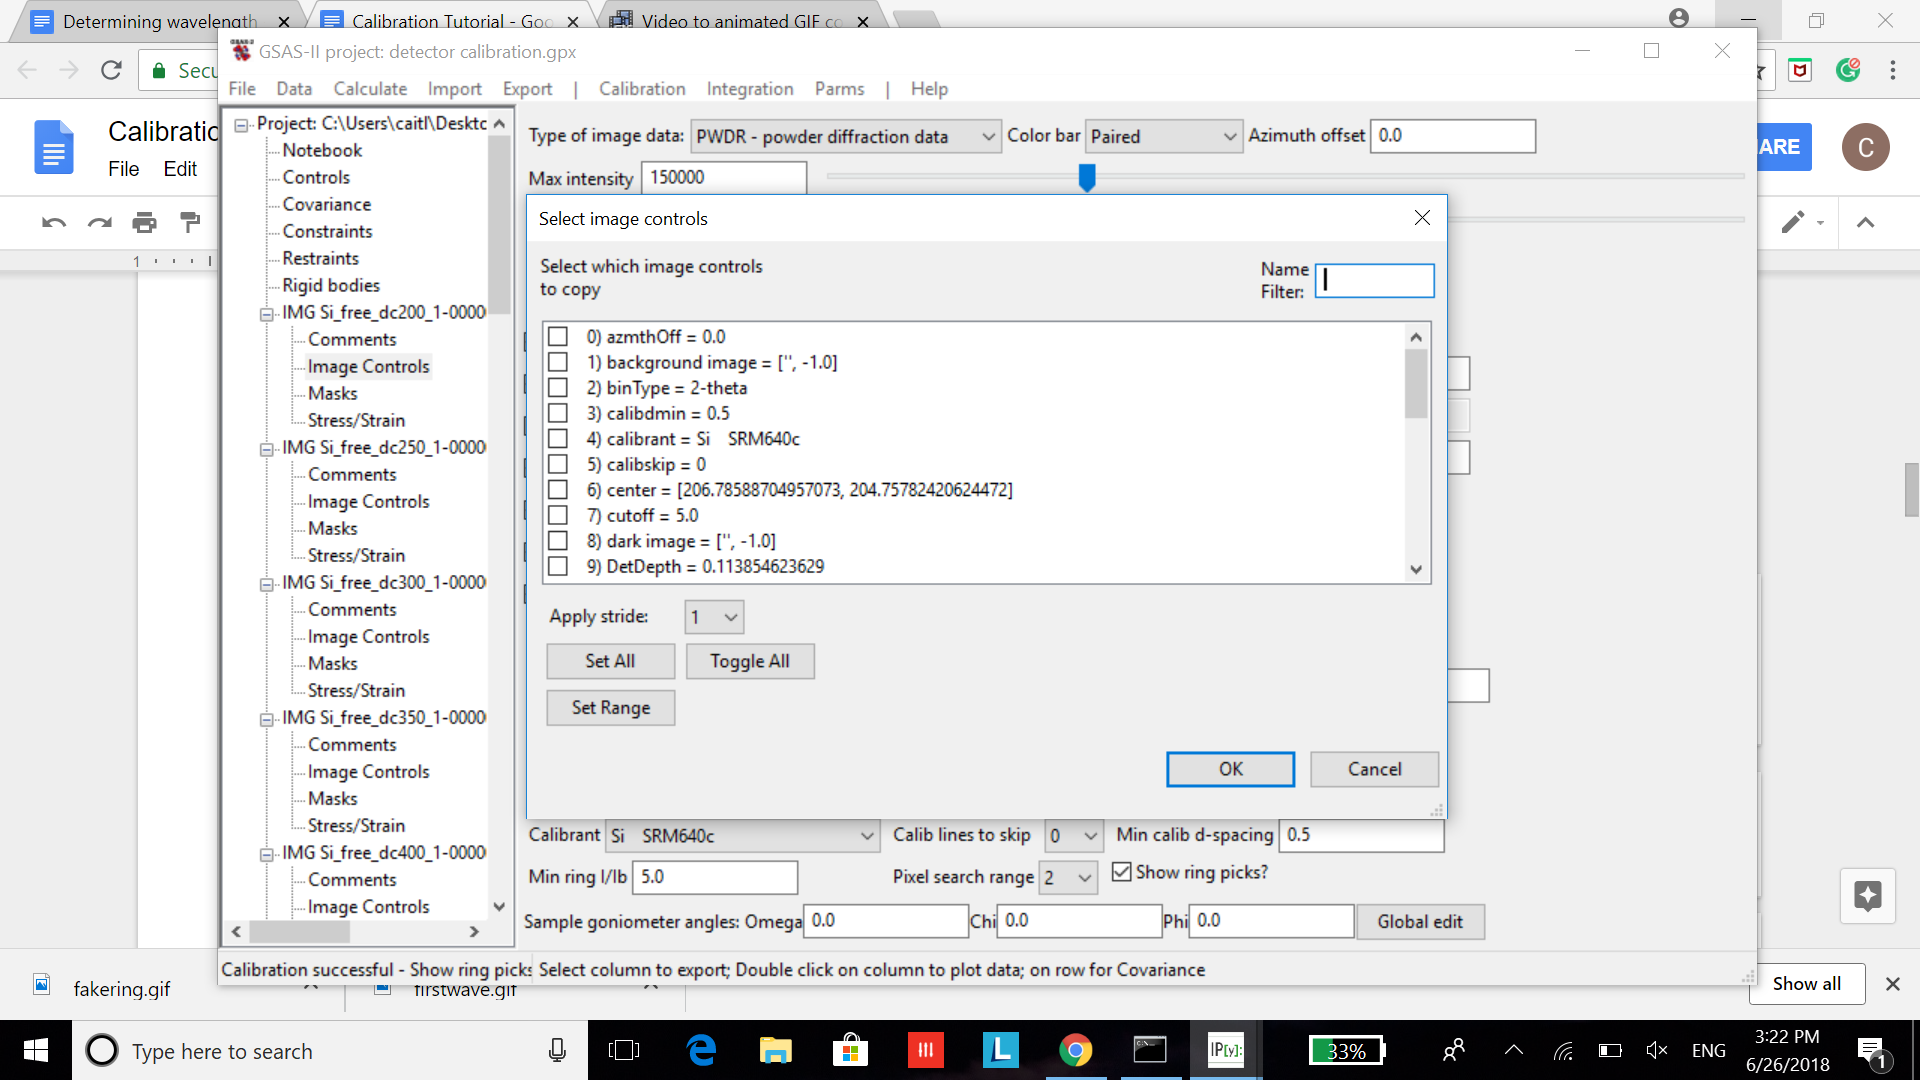 Determining wavelength
Calibration Tutorial - Goo
Video to animated GIF co
GSAS-II project: detector calibration.gpx
Secu
File Data Calculate Import Export | Calibration Integration Parms | Help
Calibratio
File Edit
ARE
C
1
Project: C:\Users\caitl\Deskto
Notebook
Controls
Covariance
Constraints
Restraints
Rigid bodies
IMG Si_free_dc200_1-0000
Comments
Image Controls
Masks
Stress/Strain
IMG Si_free_dc250_1-0000
Comments
Image Controls
Masks
Stress/Strain
IMG Si_free_dc300_1-0000
Comments
Image Controls
Masks
Stress/Strain
IMG Si_free_dc350_1-0000
Comments
Image Controls
Masks
Stress/Strain
IMG Si_free_dc400_1-0000
Comments
Image Controls
Type of image data: PWDR - powder diffraction data Color bar Paired Azimuth offset 0.0
Max intensity 150000
Select image controls
Select which image controls
to copy
Name
Filter:
0) azmthOff = 0.0
1) background image = ['', -1.0]
2) binType = 2-theta
3) calibdmin = 0.5
4) calibrant = Si SRM640c
5) calibskip = 0
6) center = [206.78588704957073, 204.75782420624472]
7) cutoff = 5.0
8) dark image = ['', -1.0]
9) DetDepth = 0.113854623629
Apply stride: 1
Set All Toggle All
Set Range
OK Cancel
Calibrant Si SRM640c Calib lines to skip 0 Min calib d-spacing 0.5
Min ring I/Ib 5.0 Pixel search range 2 Show ring picks?
Sample goniometer angles: Omega 0.0 Chi 0.0 Phi 0.0 Global edit
Calibration successful - Show ring picks Select column to export; Double click on column to plot data; on row for Covariance
fakering.gif
firstwave.gif
Show all
Type here to search
L
IP[y]:
33%
ENG
3:22 PM
6/26/2018
1